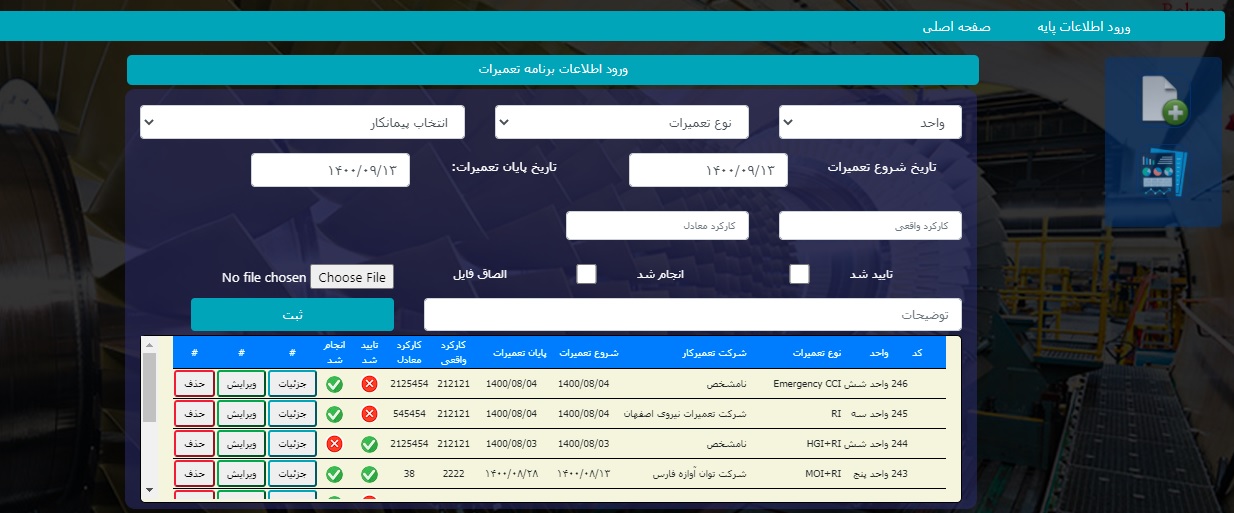 ورود اطلاعات پایه صفحه اصلی
ورود اطلاعات برنامه تعمیرات
واحد نوع تعمیرات انتخاب پیمانکار
تاریخ شروع تعمیرات ۱۴۰۰/۰۹/۱۳ تاریخ پایان تعمیرات: ۱۴۰۰/۰۹/۱۳
کارکرد واقعی کارکرد معادل
تایید شد انجام شد الصاق فایل Choose File No file chosen
توضیحات ثبت
کد واحد نوع تعمیرات شرکت تعمیرکار شروع تعمیرات پایان تعمیرات کارکرد واقعی کارکرد معادل تایید شد انجام شد # # #
246 واحد شش Emergency CCI نامشخص 1400/08/04 1400/08/04 212121 2125454 جزئیات ویرایش حذف
245 واحد سه RI شرکت تعمیرات نیروی اصفهان 1400/08/04 1400/08/04 212121 545454 جزئیات ویرایش حذف
244 واحد شش HGI+RI نامشخص 1400/08/03 1400/08/03 212121 2125454 جزئیات ویرایش حذف
243 واحد پنج MOI+RI شرکت توان آوازه فارس ۱۴۰۰/۰۸/۱۳ ۱۴۰۰/۰۸/۲۸ 2222 38 جزئیات ویرایش حذف